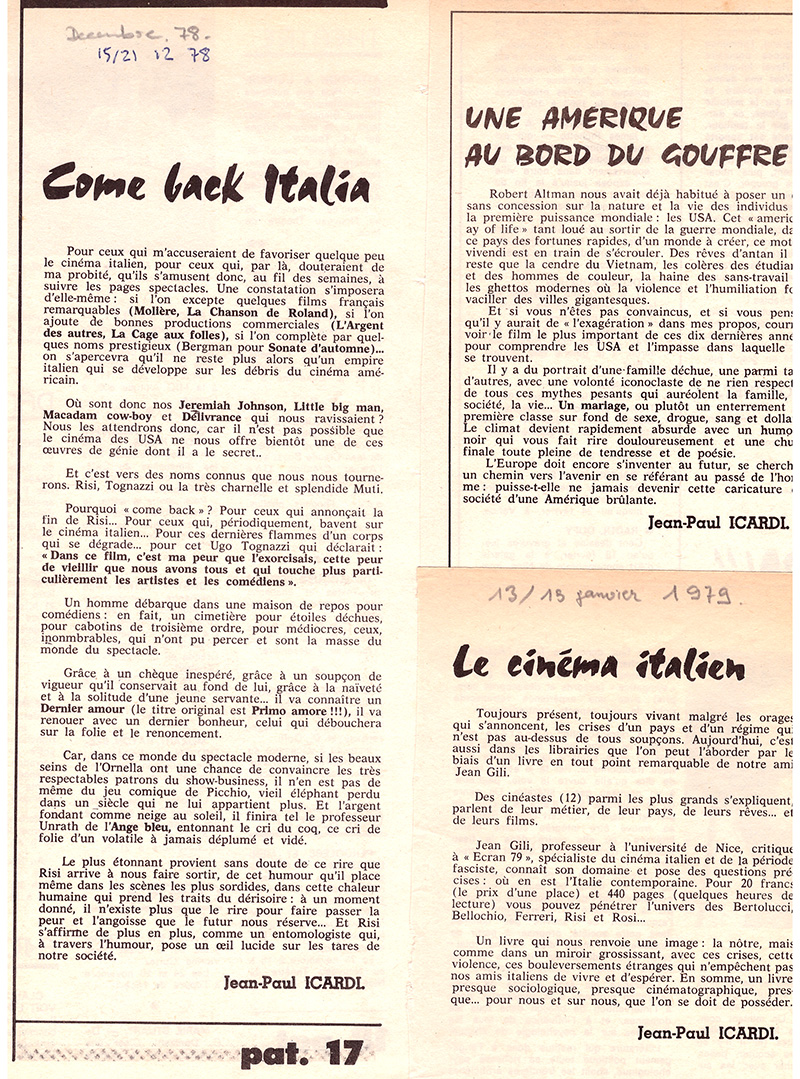 Decembre. 78.
15/21 12 78
Come back Italia
Pour ceux qui m'accuseraient de favoriser quelque peu
le cinéma italien, pour ceux qui, par là, douteraient de
ma probité, qu'ils s'amusent donc, au fil des semaines, à
suivre les pages spectacles. Une constatation s'imposera
d'elle-même : si l'on excepte quelques films français
remarquables (Mollère, La Chanson de Roland), si l'on
ajoute de bonnes productions commerciales (L'Argent
des autres, La Cage aux folles), si l'on complète par quel-
ques noms prestigieux (Bergman pour Sonate d'automne)...
on s'apercevra qu'il ne reste plus alors qu'un empire
italien qui se développe sur les débris du cinéma amé-
ricain.
Où sont donc nos Jeremiah Johnson, Little big man,
Macadam cow-boy et Délivrance qui nous ravissaient ?
Nous les attendrons donc, car il n'est pas possible que
le cinéma des USA ne nous offre bientôt une de ces
œuvres de génie dont il a le secret..
Et c'est vers des noms connus que nous nous tourne-
rons. Risi, Tognazzi ou la très charnelle et splendide Muti.
Pourquoi « come back » ? Pour ceux qui annonçait la
fin de Risi... Pour ceux qui, périodiquement, bavent sur
le cinéma italien... Pour ces dernières flammes d'un corps
qui se dégrade... pour cet Ugo Tognazzi qui déclarait :
« Dans ce film, c'est ma peur que l'exorcisais, cette peur
de vieillir que nous avons tous et qui touche plus parti-
culièrement les artistes et les comédiens ».
Un homme débarque dans une maison de repos pour
comédiens : en fait, un cimetière pour étoiles déchues,
pour cabotins de troisième ordre, pour médiocres, ceux,
inonmbrables, qui n'ont pu percer et sont la masse du
monde du spectacle.
Grâce à un chèque inespéré, grâce à un soupçon de
vigueur qu'il conservait au fond de lui, grâce à la naïveté
et à la solitude d'une jeune servante... il va connaître un
Dernier amour (le titre original est Primo amore !!!), il va
renouer avec un dernier bonheur, celui qui débouchera
sur la folie et le renoncement.
Car, dans ce monde du spectacle moderne, si les beaux
seins de l'Ornella ont une chance de convaincre les très
respectables patrons du show-business, il n'en est pas de
même du jeu comique de Picchio, vieil éléphant perdu
dans un siècle qui ne lui appartient plus. Et l'argent
fondant comme neige au soleil, il finira tel le professeur
Unrath de l'Ange bleu, entonnant le cri du coq, ce cri de
folie d'un volatile à jamais déplumé et vidé.
Le plus étonnant provient sans doute de ce rire que
Risi arrive à nous faire sortir, de cet humour qu'il place
même dans les scènes les plus sordides, dans cette chaleur
humaine qui prend les traits du dérisoire : à un moment
donné, il n'existe plus que le rire pour faire passer la
peur et l'angoisse que le futur nous réserve... Et Risi
s'affirme de plus en plus, comme un entomologiste qui,
à travers l'humour, pose un œil lucide sur les tares de
notre société.
Jean-Paul ICARDI.
pat. 17
UNE AMERIQUE
AU BORD DU GOUFFRE
Robert Altman nous avait déjà habitué à poser un
sans concession sur la nature et la vie des individus
la première puissance mondiale : les USA. Cet « americ
ay of life » tant loué au sortir de la guerre mondiale, da
ce pays des fortunes rapides, d'un monde à créer, ce mot
vivendi est en train de s'écrouler. Des rêves d'antan il
reste que la cendre du Vietnam, les colères des étudian
et des hommes de couleur, la haine des sans-travail
les ghettos modernes où la violence et l'humiliation fo
vaciller des villes gigantesques.
Et si vous n'êtes pas convaincus, et si vous pens
qu'il y aurait de « l'exagération » dans mes propos, courr
voir le film le plus important de ces dix dernières anné
pour comprendre les USA et l'impasse dans laquelle
se trouvent.
Il y a du portrait d'une famille déchue, une parmi ta
d'autres, avec une volonté iconoclaste de ne rien respect
de tous ces mythes pesants qui auréolent la famille,
société, la vie... Un mariage, ou plutôt un enterrement
première classe sur fond de sexe, drogue, sang et dolla
Le climat devient rapidement absurde avec un humo
noir qui vous fait rire douloureusement et une chu
finale toute pleine de tendresse et de poésie.
L'Europe doit encore s'inventer au futur, se cherch
un chemin vers l'avenir en se référant au passé de l'hom
me : puisse-t-elle ne jamais devenir cette caricature
société d'une Amérique brûlante.
Jean-Paul ICARDI.
13/19 janvier 1979.
Le cinéma italien
Toujours présent, toujours vivant malgré les orages
qui s'annoncent, les crises d'un pays et d'un régime qu
n'est pas au-dessus de tous soupçons. Aujourd'hui, c'est
aussi dans les librairies que l'on peut l'aborder par le
biais d'un livre en tout point remarquable de notre ami
Jean Gili.
Des cinéastes (12) parmi les plus grands s'expliquent,
parlent de leur métier, de leur pays, de leurs rêves... et
de leurs films.
Jean Gili, professeur à l'université de Nice, critique
à « Ecran 79 », spécialiste du cinéma italien et de la période
fasciste, connaît son domaine et pose des questions pré-
cises : où en est l'Italie contemporaine. Pour 20 francs
(le prix d'une place) et 440 pages (quelques heures de
lecture) vous pouvez pénétrer l'univers des Bertolucci,
Bellochio, Ferreri, Risi et Rosi...
Un livre qui nous renvoie une image : la nôtre, mais
comme dans un miroir grossissant, avec ces crises, cette
violence, ces bouleversements étranges qui n'empêchent pas
nos amis italiens de vivre et d'espérer. En somme, un livre
presque sociologique, presque cinématographique, pres-
que... pour nous et sur nous, que l'on se doit de posséder.
Jean-Paul ICARDI.